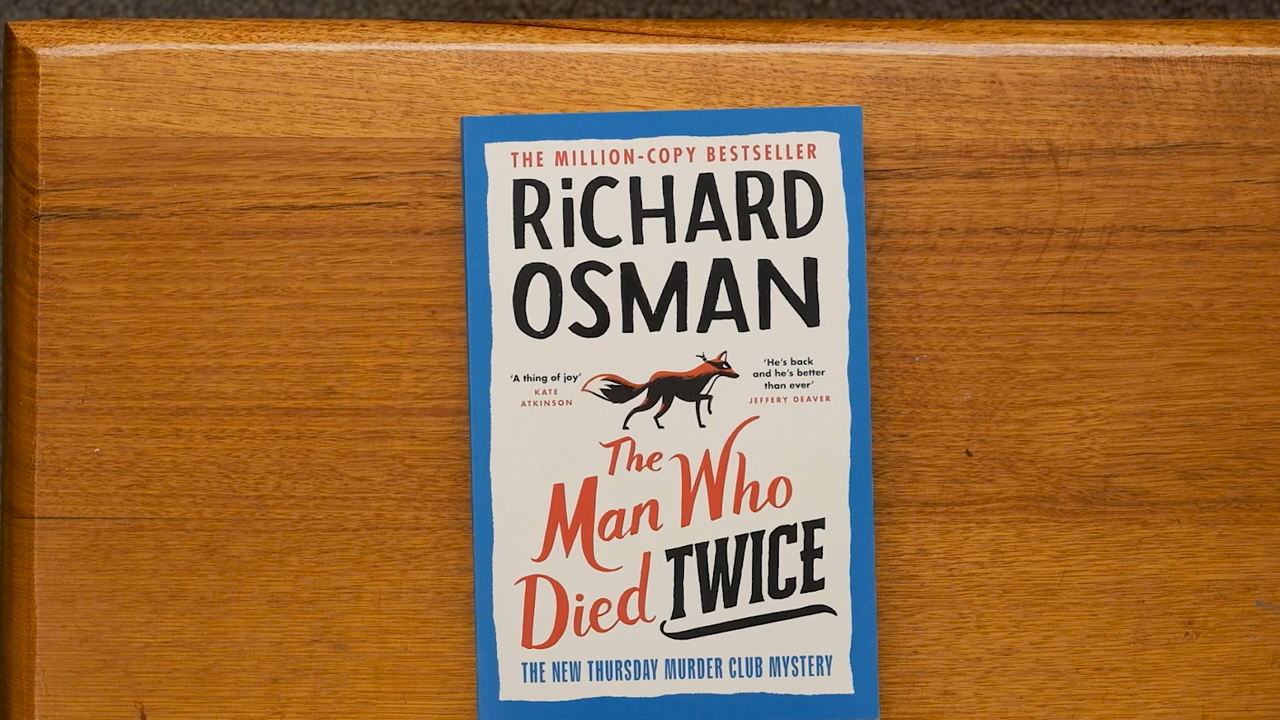 THE MILLION-COPY BESTSELLER
RiCHARD
OSMAN
'A thing of joy'
KATE
ATKINSON
'He's back
and he's better
than ever'
JEFFERY DEAVER
The
Man Who
Died TWICE
THE NEW THURSDAY MURDER CLUB MYSTERY